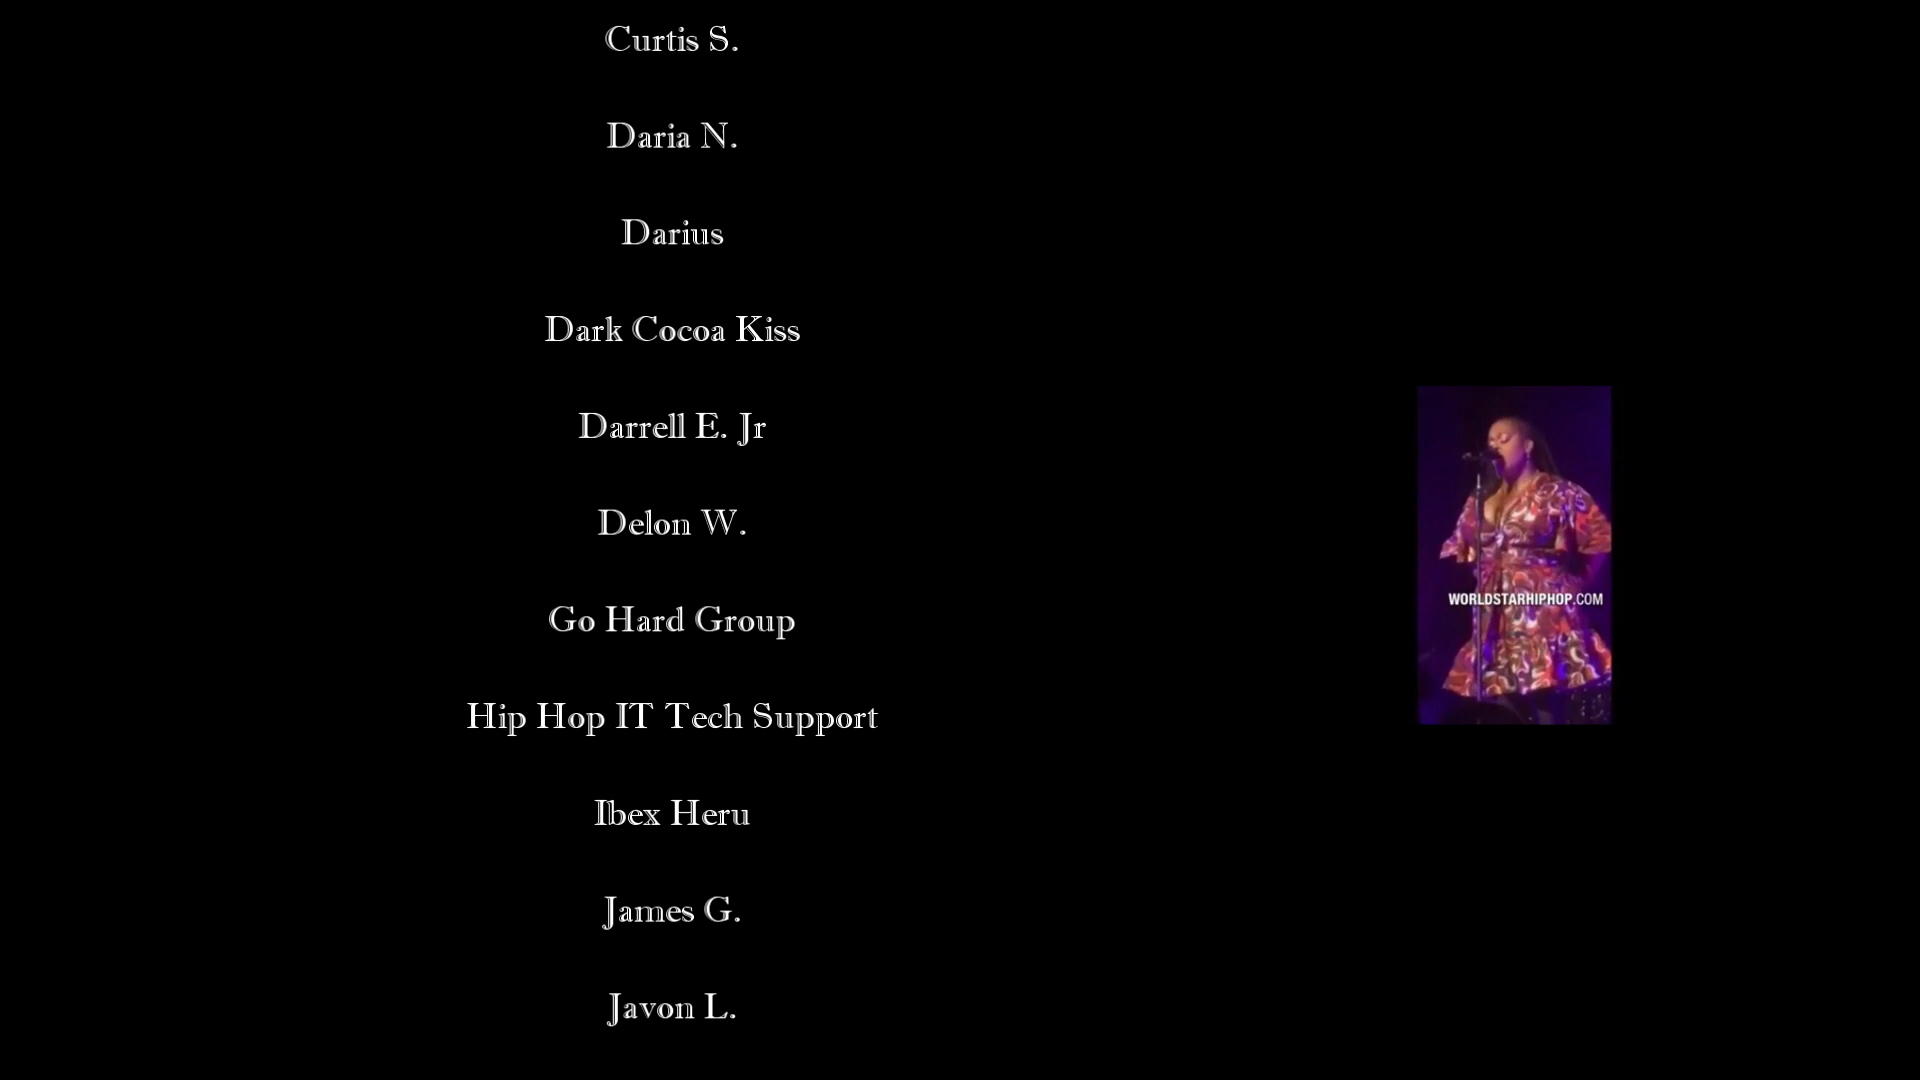 Curtis S.
Daria N.
Darius
Dark Cocoa Kiss
Darrell E. Jr
Delon W.
Go Hard Group
Hip Hop IT Tech Support
Ibex Heru
James G.
Javon L.
WORLDSTARHIPHOP.COM